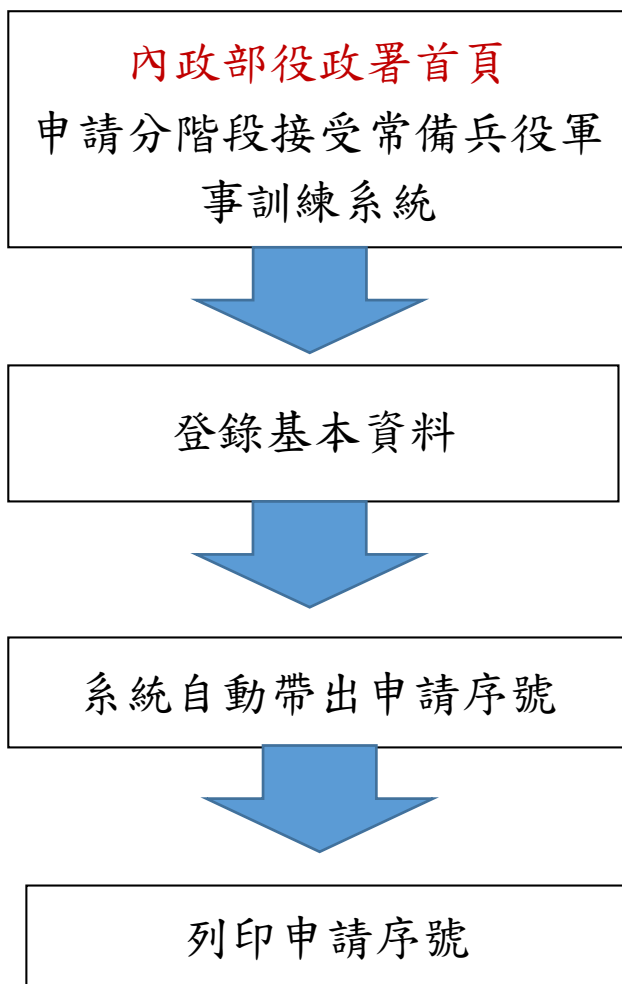 內政部役政署首頁
申請分階段接受常備兵役軍
事訓練系統
登錄基本資料
系統自動帶出申請序號
列印申請序號